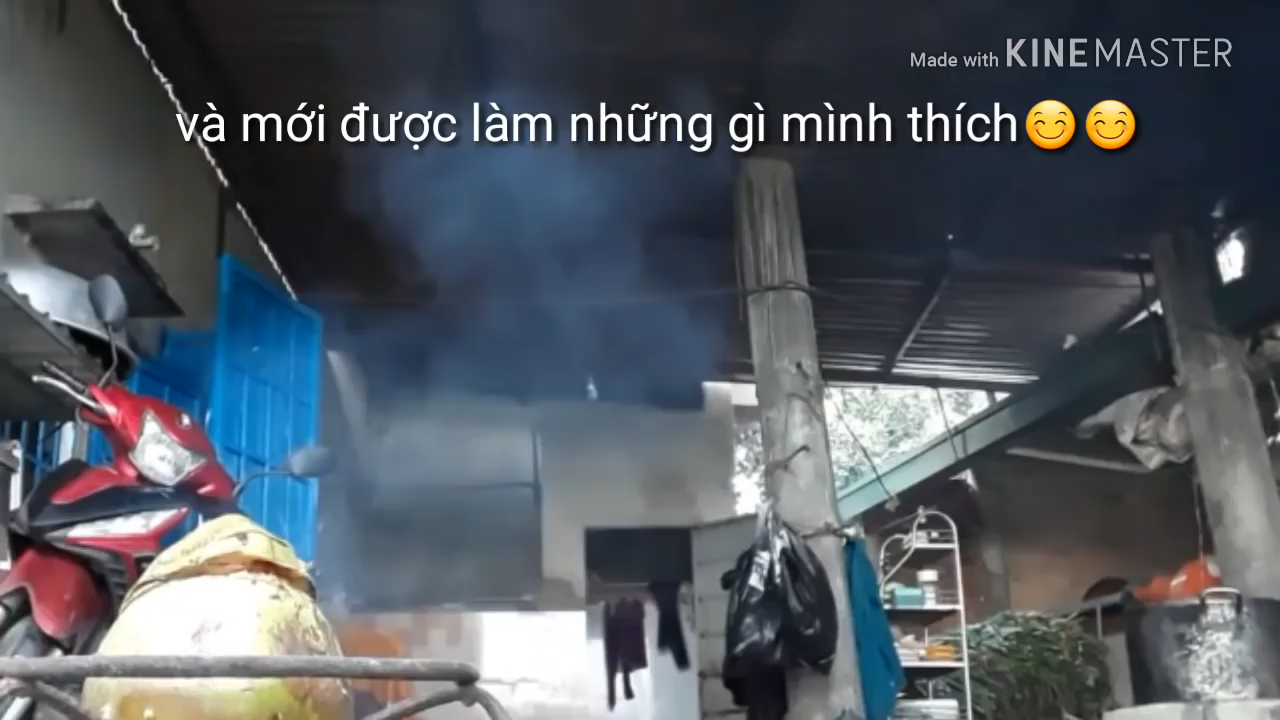 Made with KINEMASTER
và mới được làm những gì mình thích😊😊